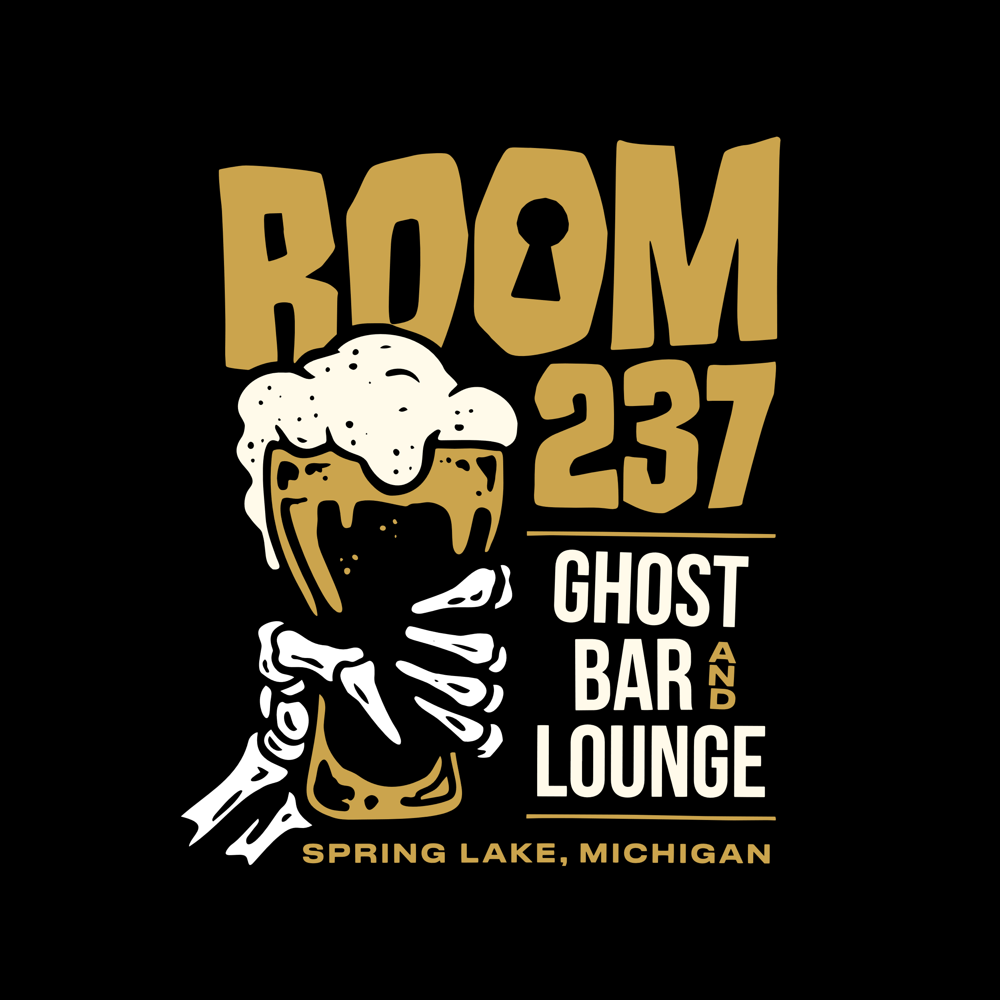 ROOM
237
GHOST
BAR AND
LOUNGE
SPRING LAKE, MICHIGAN